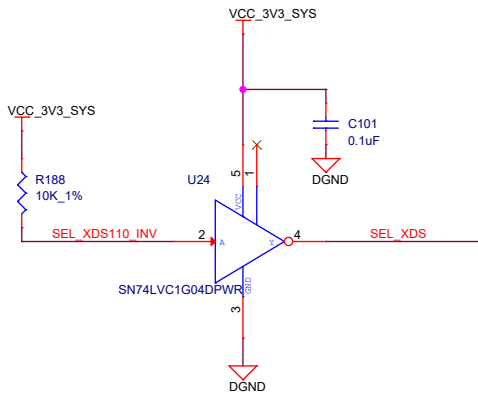 VCC_3V3_SYS
VCC_3V3_SYS
C101
0.1uF
DGND
R188
10K_1%
U24
5
1
VCC
SEL_XDS110_INV
2
A
Y
4
SEL_XDS
SN74LVC1G04DPWR
GND
3
DGND